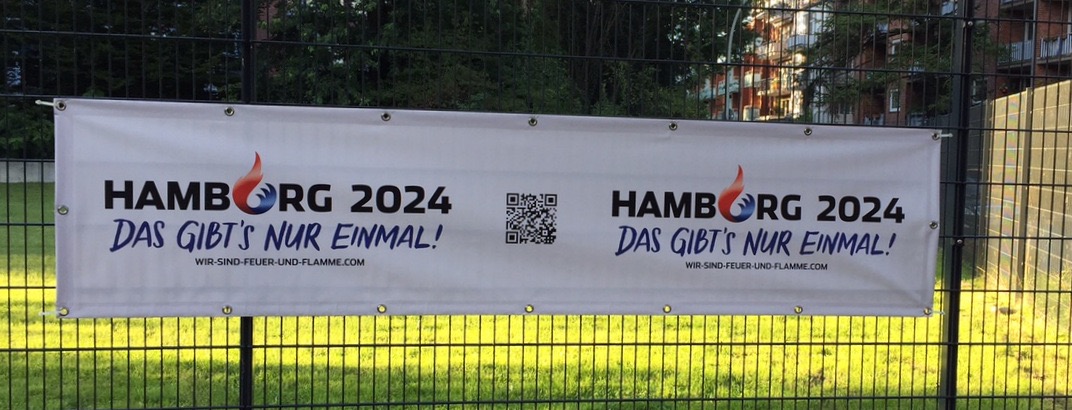 HAMBURG 2024
DAS GIBT'S NUR EINMAL!
WIR-SIND-FEUER-UND-FLAMME.COM
HAMBURG 2024
DAS GIBT'S NUR EINMAL!
WIR-SIND-FEUER-UND-FLAMME.COM